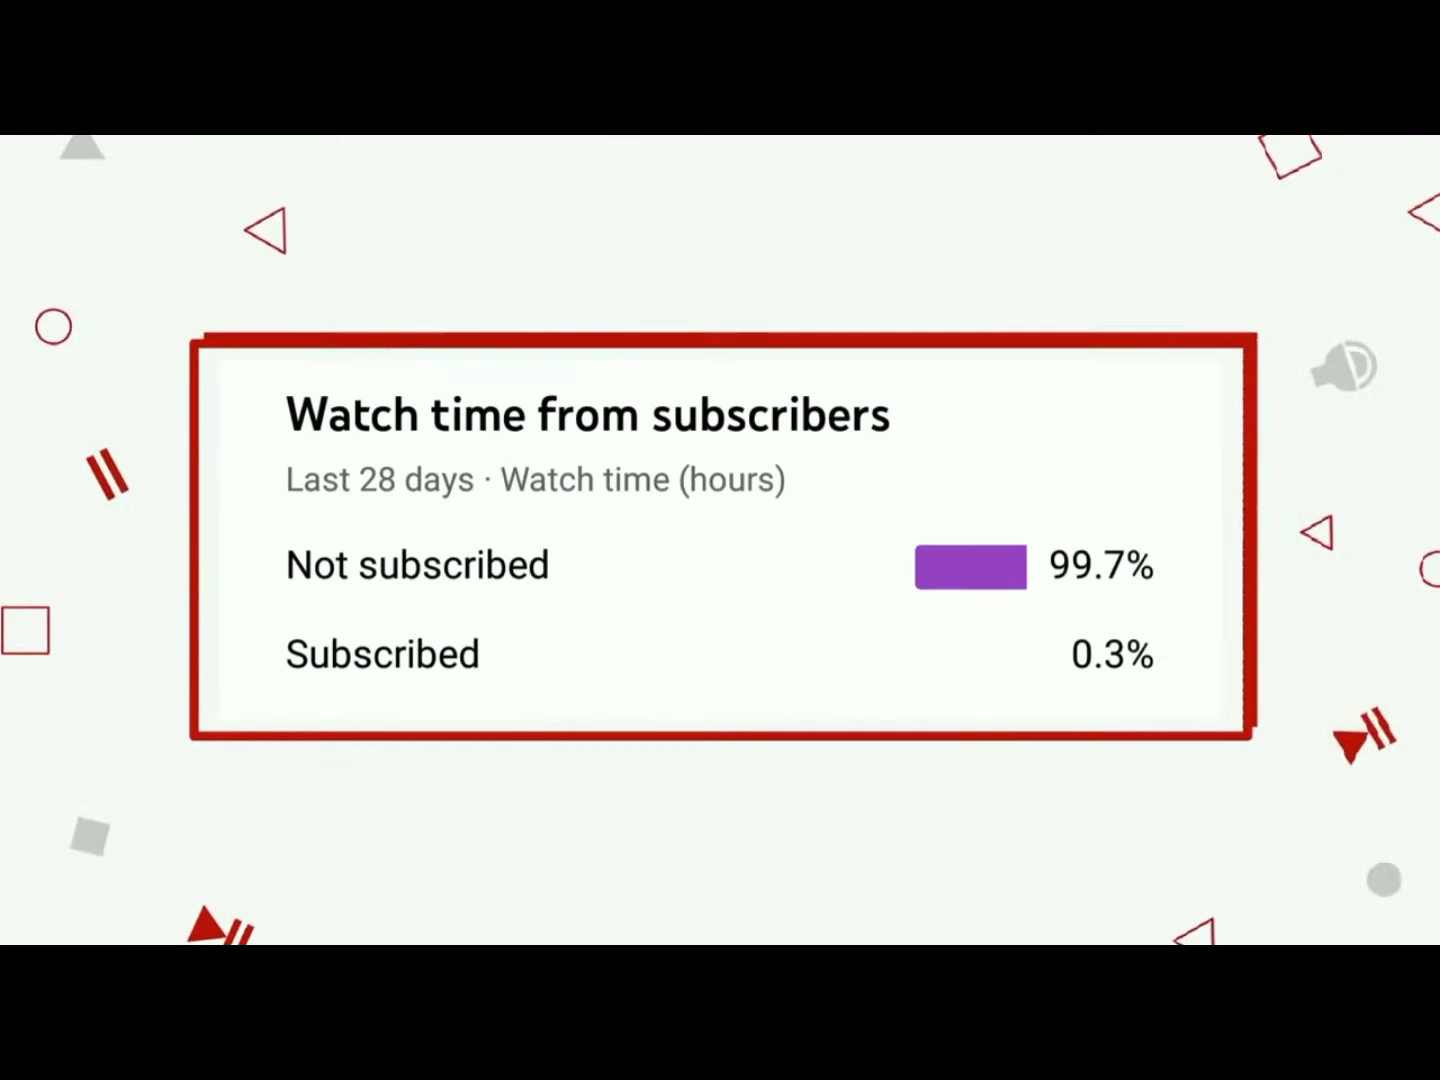 Watch time from subscribers
Last 28 days · Watch time (hours)
Not subscribed 99.7%
Subscribed 0.3%